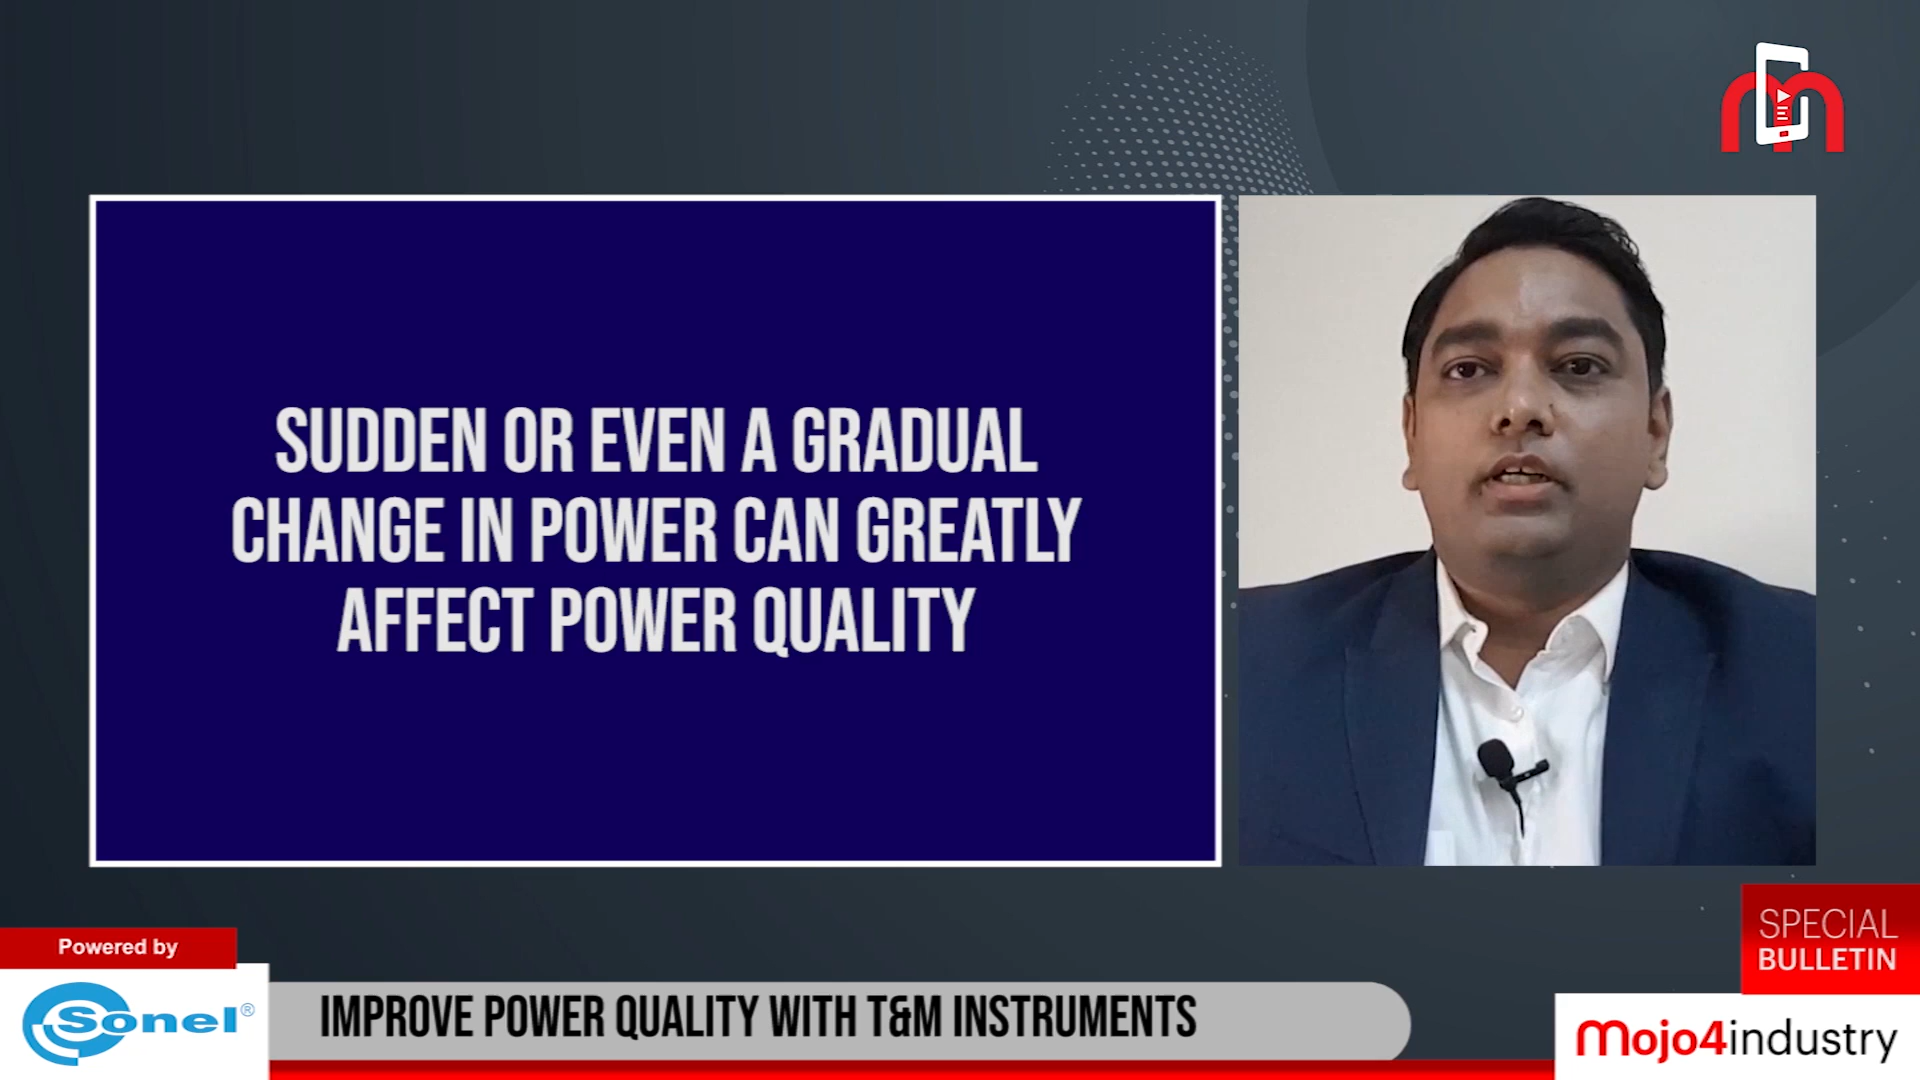 SUDDEN OR EVEN A GRADUAL
CHANGE IN POWER CAN GREATLY
AFFECT POWER QUALITY
Powered by
Sonel®
IMPROVE POWER QUALITY WITH T&M INSTRUMENTS
SPECIAL
BULLETIN
Mojo4industry